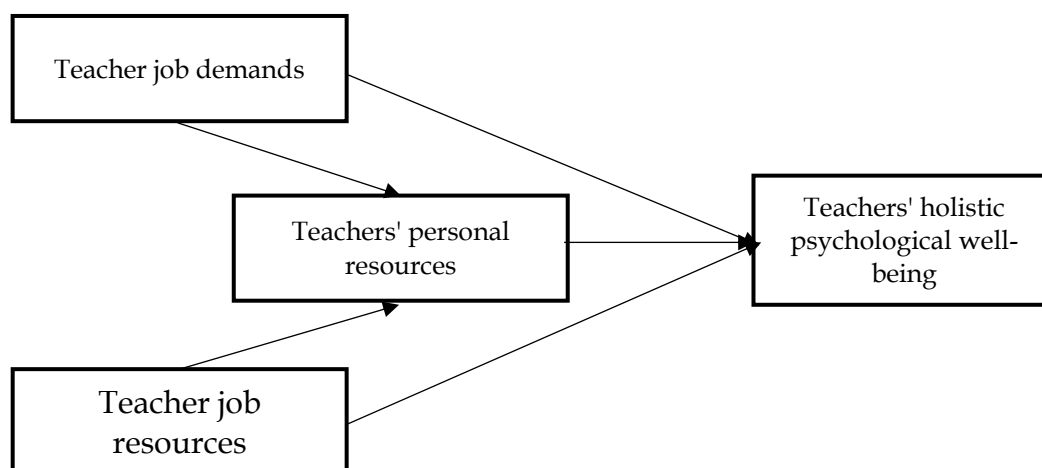 Teacher job demands
Teachers' personal
resources
Teachers' holistic
psychological well-
being
Teacher job
resources